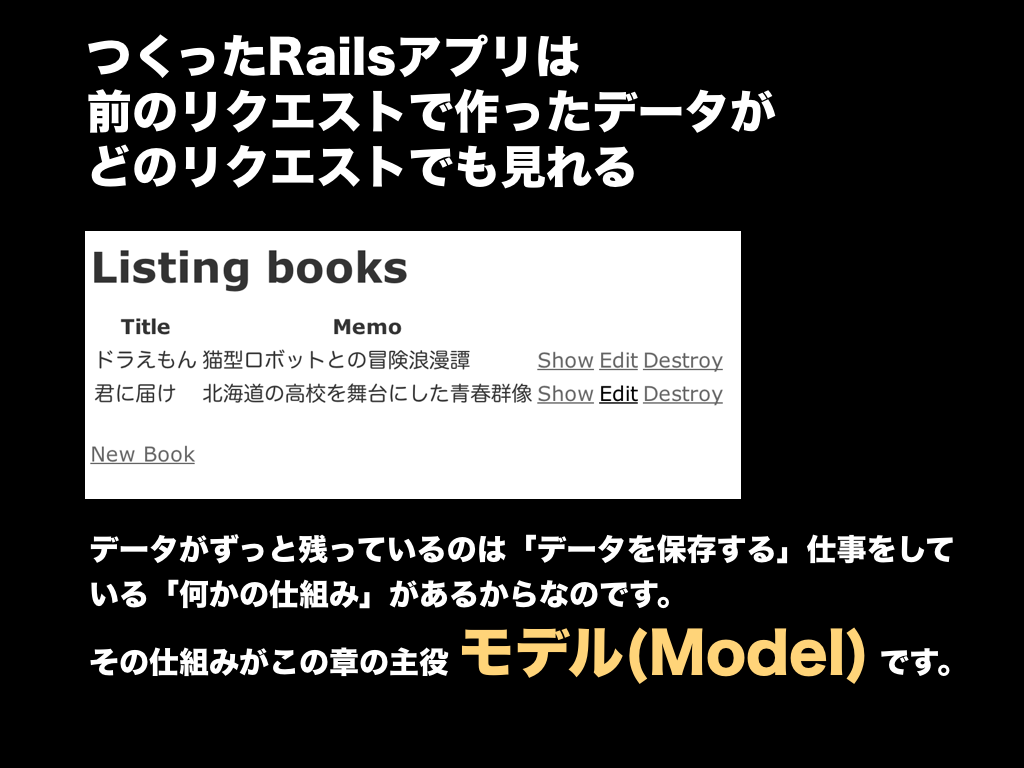 つくったRailsアプリは
前のリクエストで作ったデータが
どのリクエストでも見れる
Listing books
Title Memo
ドラえもん 猫型ロボットとの冒険浪漫譚 Show Edit Destroy
君に届け 北海道の高校を舞台にした青春群像 Show Edit Destroy
New Book
データがずっと残っているのは「データを保存する」仕事をして
いる「何かの仕組み」があるからなのです。
その仕組みがこの章の主役 モデル(Model) です。